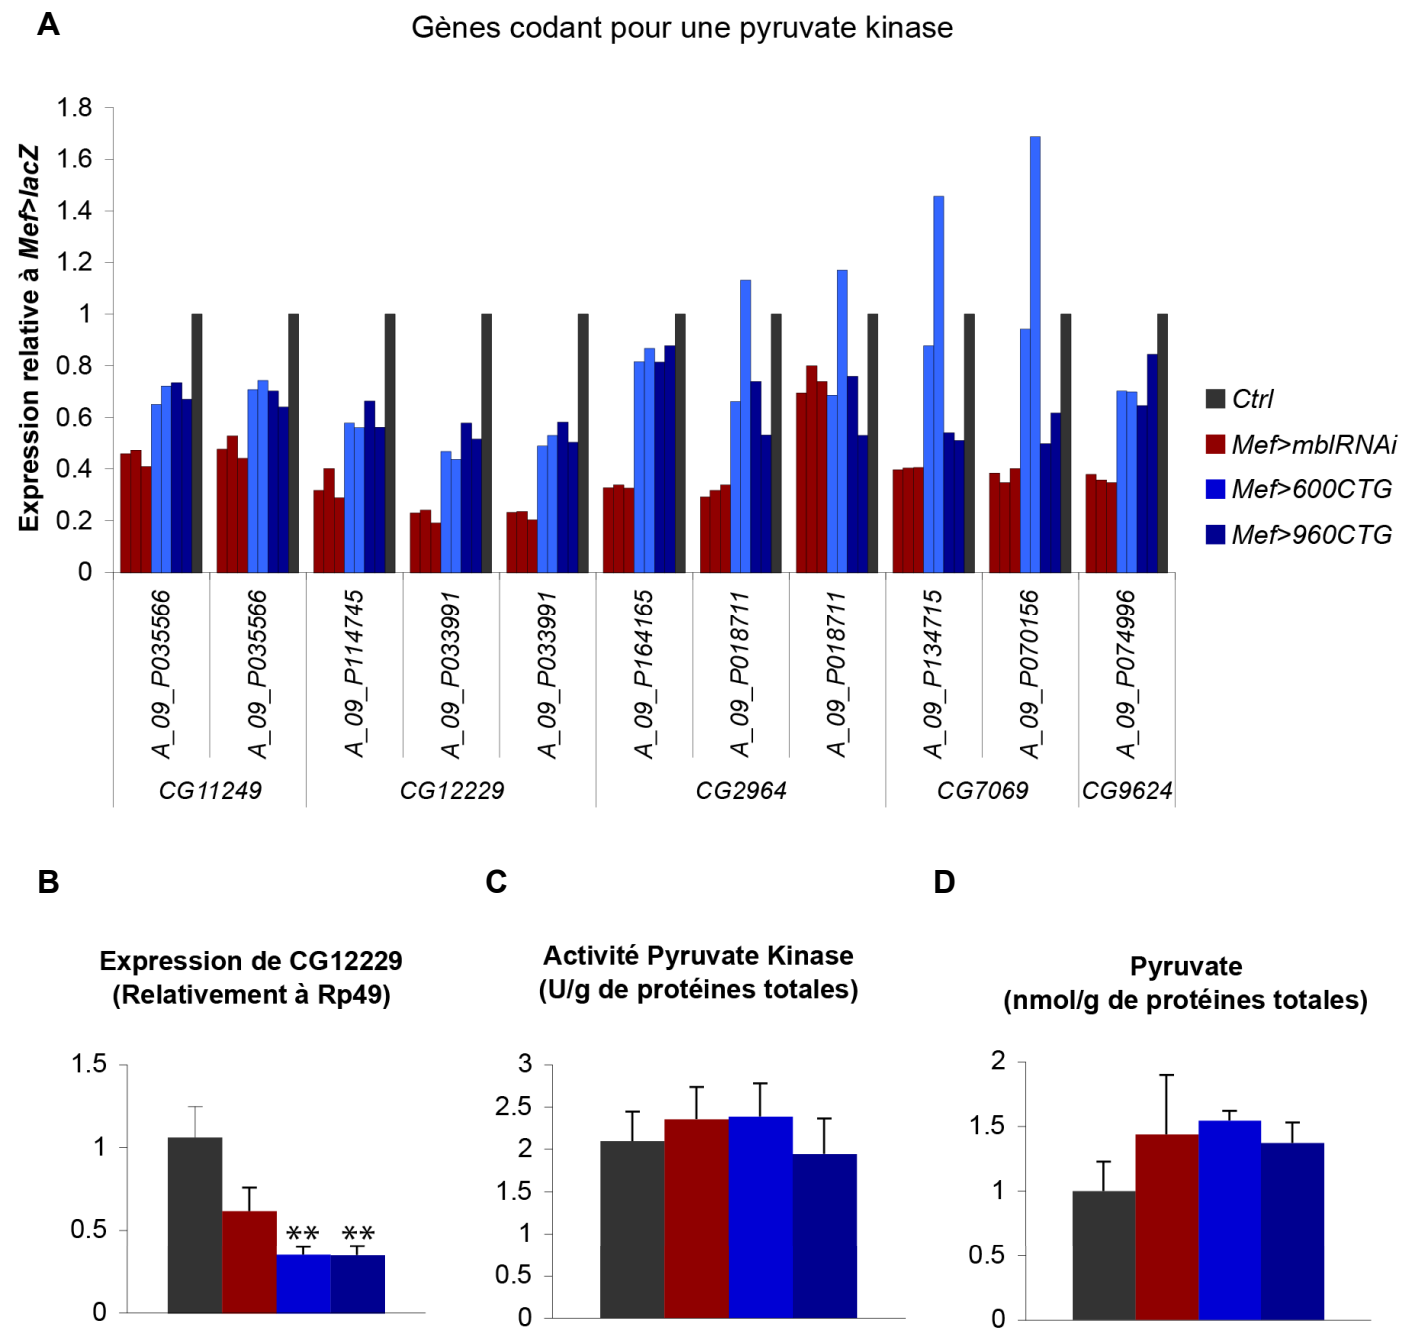 A
Gènes codant pour une pyruvate kinase
Expression relative à Mef>lacZ
1.8
1.6
1.4
1.2
1
0.8
0.6
0.4
0.2
0
Ctrl
Mef>mblRNAi
Mef>600CTG
Mef>960CTG
A_09_P035566
A_09_P035566
A_09_P114745
A_09_P033991
A_09_P033991
A_09_P164165
A_09_P018711
A_09_P018711
A_09_P134715
A_09_P070156
A_09_P074996
CG11249
CG12229
CG2964
CG7069
CG9624
B
Expression de CG12229
(Relativement à Rp49)
1.5
1
0.5
0
**
**
C
Activité Pyruvate Kinase
(U/g de protéines totales)
3
2.5
2
1.5
1
0.5
0
D
Pyruvate
(nmol/g de protéines totales)
2
1.5
1
0.5
0